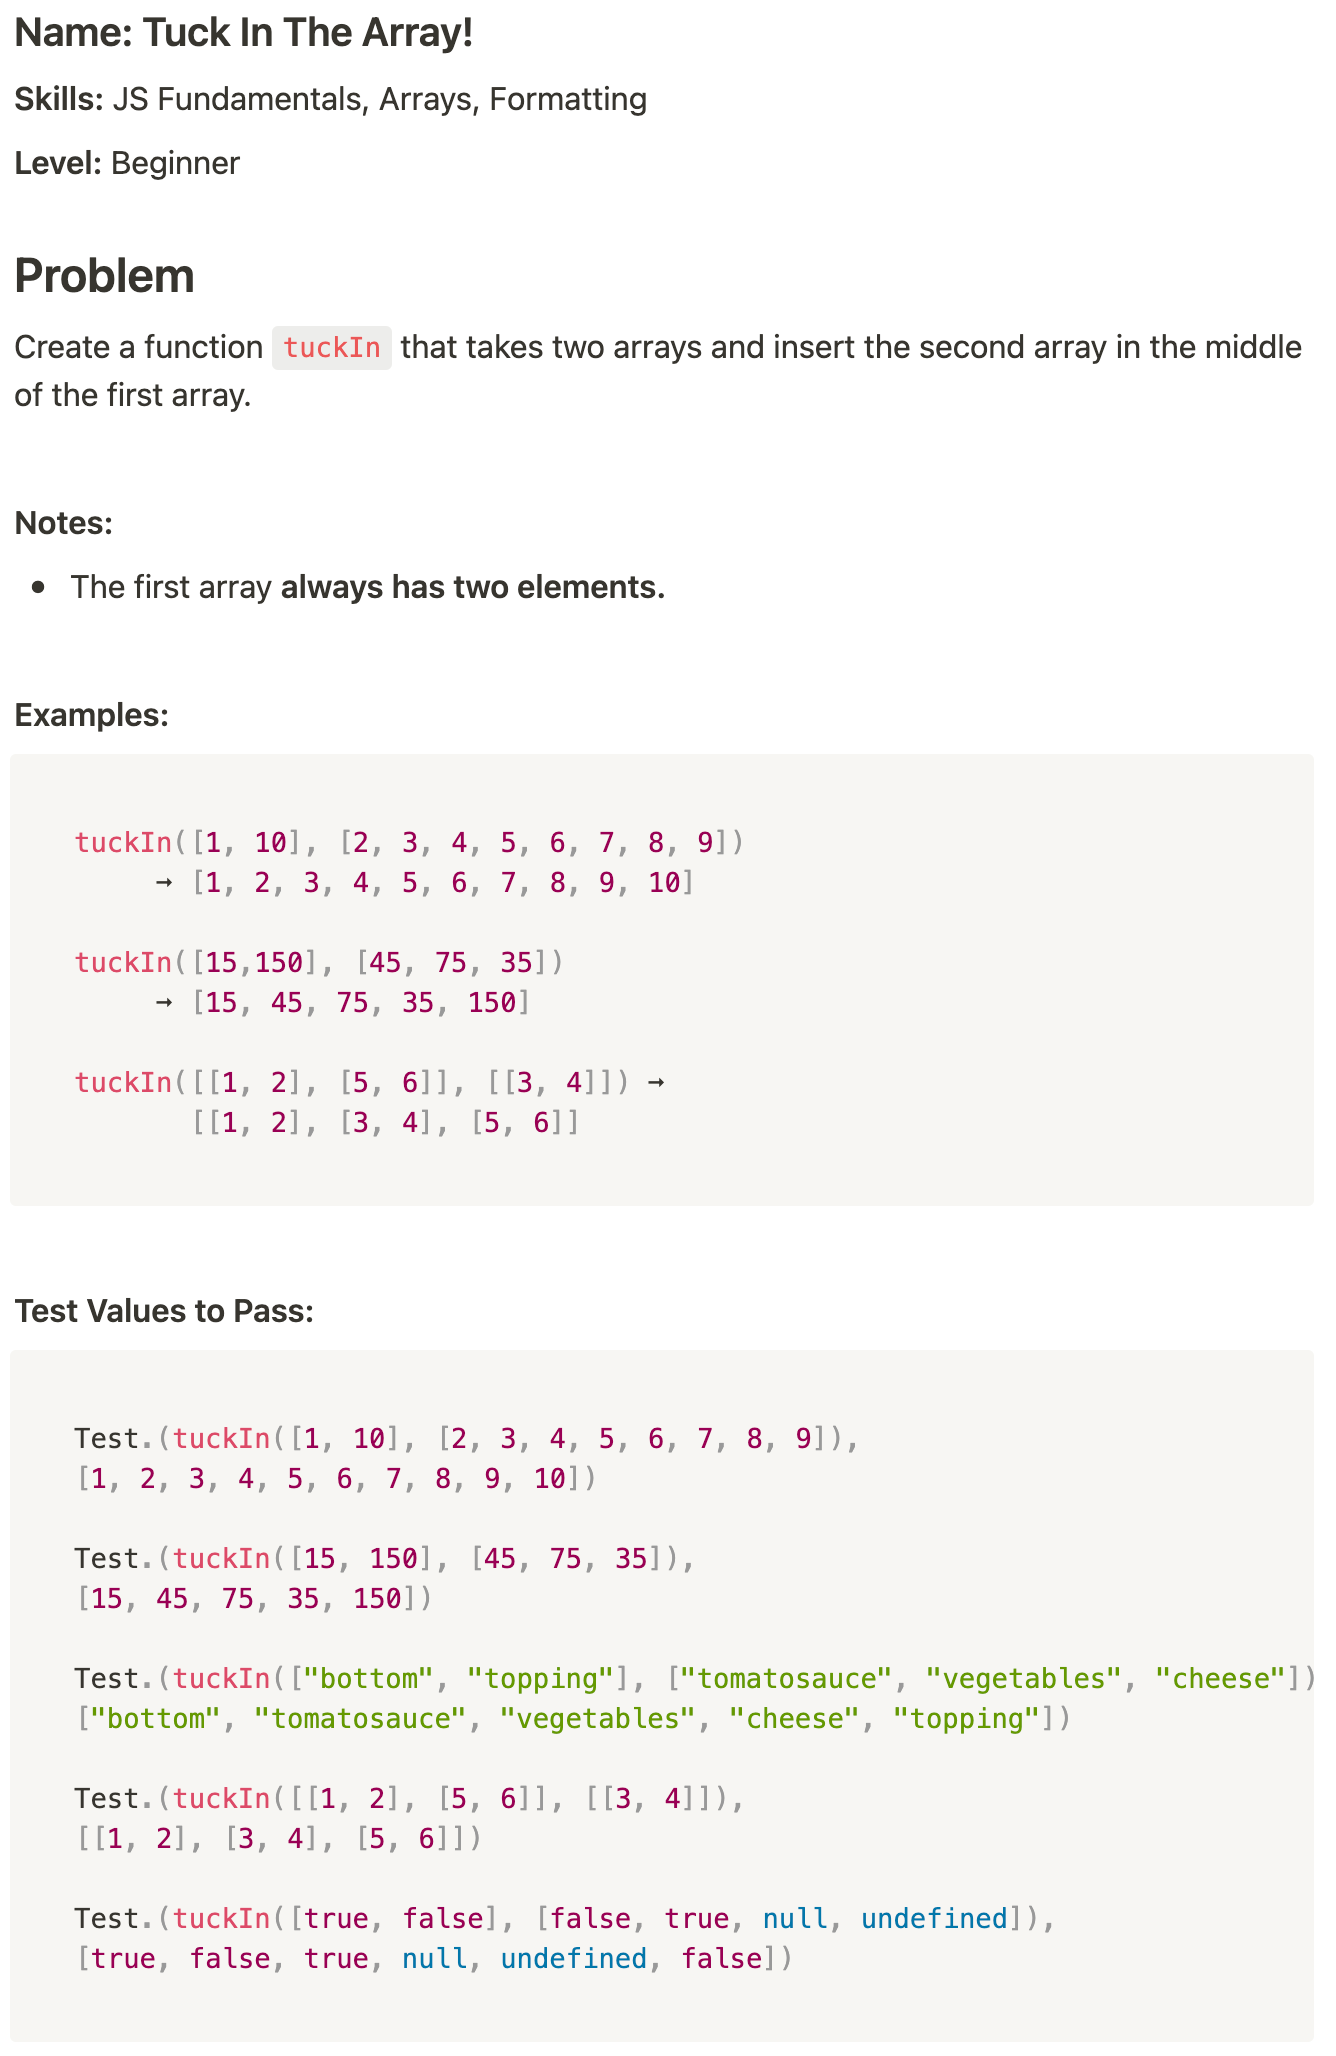 Name: Tuck In The Array!
Skills: JS Fundamentals, Arrays, Formatting
Level: Beginner
Problem
Create a function tuckIn that takes two arrays and insert the second array in the middle
of the first array.
Notes:
• The first array always has two elements.
Examples:
tuckIn([1, 10], [2, 3, 4, 5, 6, 7, 8, 9])
→ [1, 2, 3, 4, 5, 6, 7, 8, 9, 10]
tuckIn([15,150], [45, 75, 35])
→ [15, 45, 75, 35, 150]
tuckIn([[1, 2], [5, 6]], [[3, 4]]) →
[[1, 2], [3, 4], [5, 6]]
Test Values to Pass:
Test.(tuckIn([1, 10], [2, 3, 4, 5, 6, 7, 8, 9]),
[1, 2, 3, 4, 5, 6, 7, 8, 9, 10])
Test.(tuckIn([15, 150], [45, 75, 35]),
[15, 45, 75, 35, 150])
Test.(tuckIn(["bottom", "topping"], ["tomatosauce", "vegetables", "cheese"])
["bottom", "tomatosauce", "vegetables", "cheese", "topping"])
Test.(tuckIn([[1, 2], [5, 6]], [[3, 4]]),
[[1, 2], [3, 4], [5, 6]])
Test.(tuckIn([true, false], [false, true, null, undefined]),
[true, false, true, null, undefined, false])